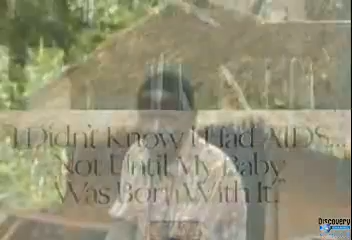 "I Didn't Know I Had AIDS...
Not Until My Baby
Was Born With It."
Discovery